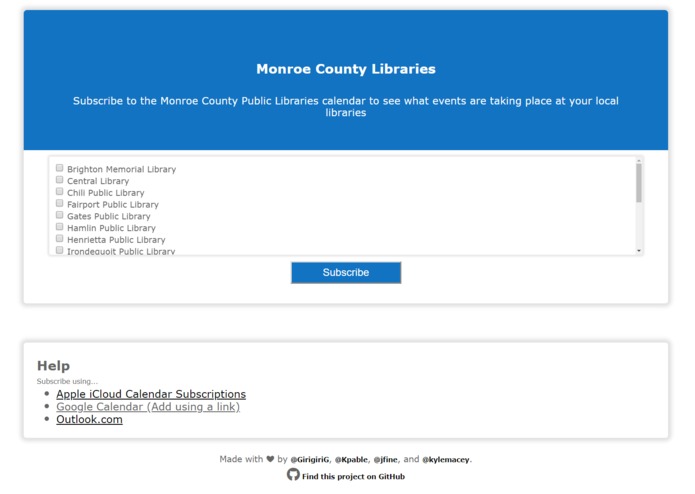 Monroe County Libraries
Subscribe to the Monroe County Public Libraries calendar to see what events are taking place at your local
libraries
Brighton Memorial Library
Central Library
Chili Public Library
Fairport Public Library
Gates Public Library
Hamlin Public Library
Henrietta Public Library
Irondequoit Public Library
Subscribe
Help
Subscribe using...
Apple iCloud Calendar Subscriptions
Google Calendar (Add using a link)
Outlook.com
Made with ♥ by @GirigiriG, @Kpable, @jfine, and @kylemacey.
Find this project on GitHub